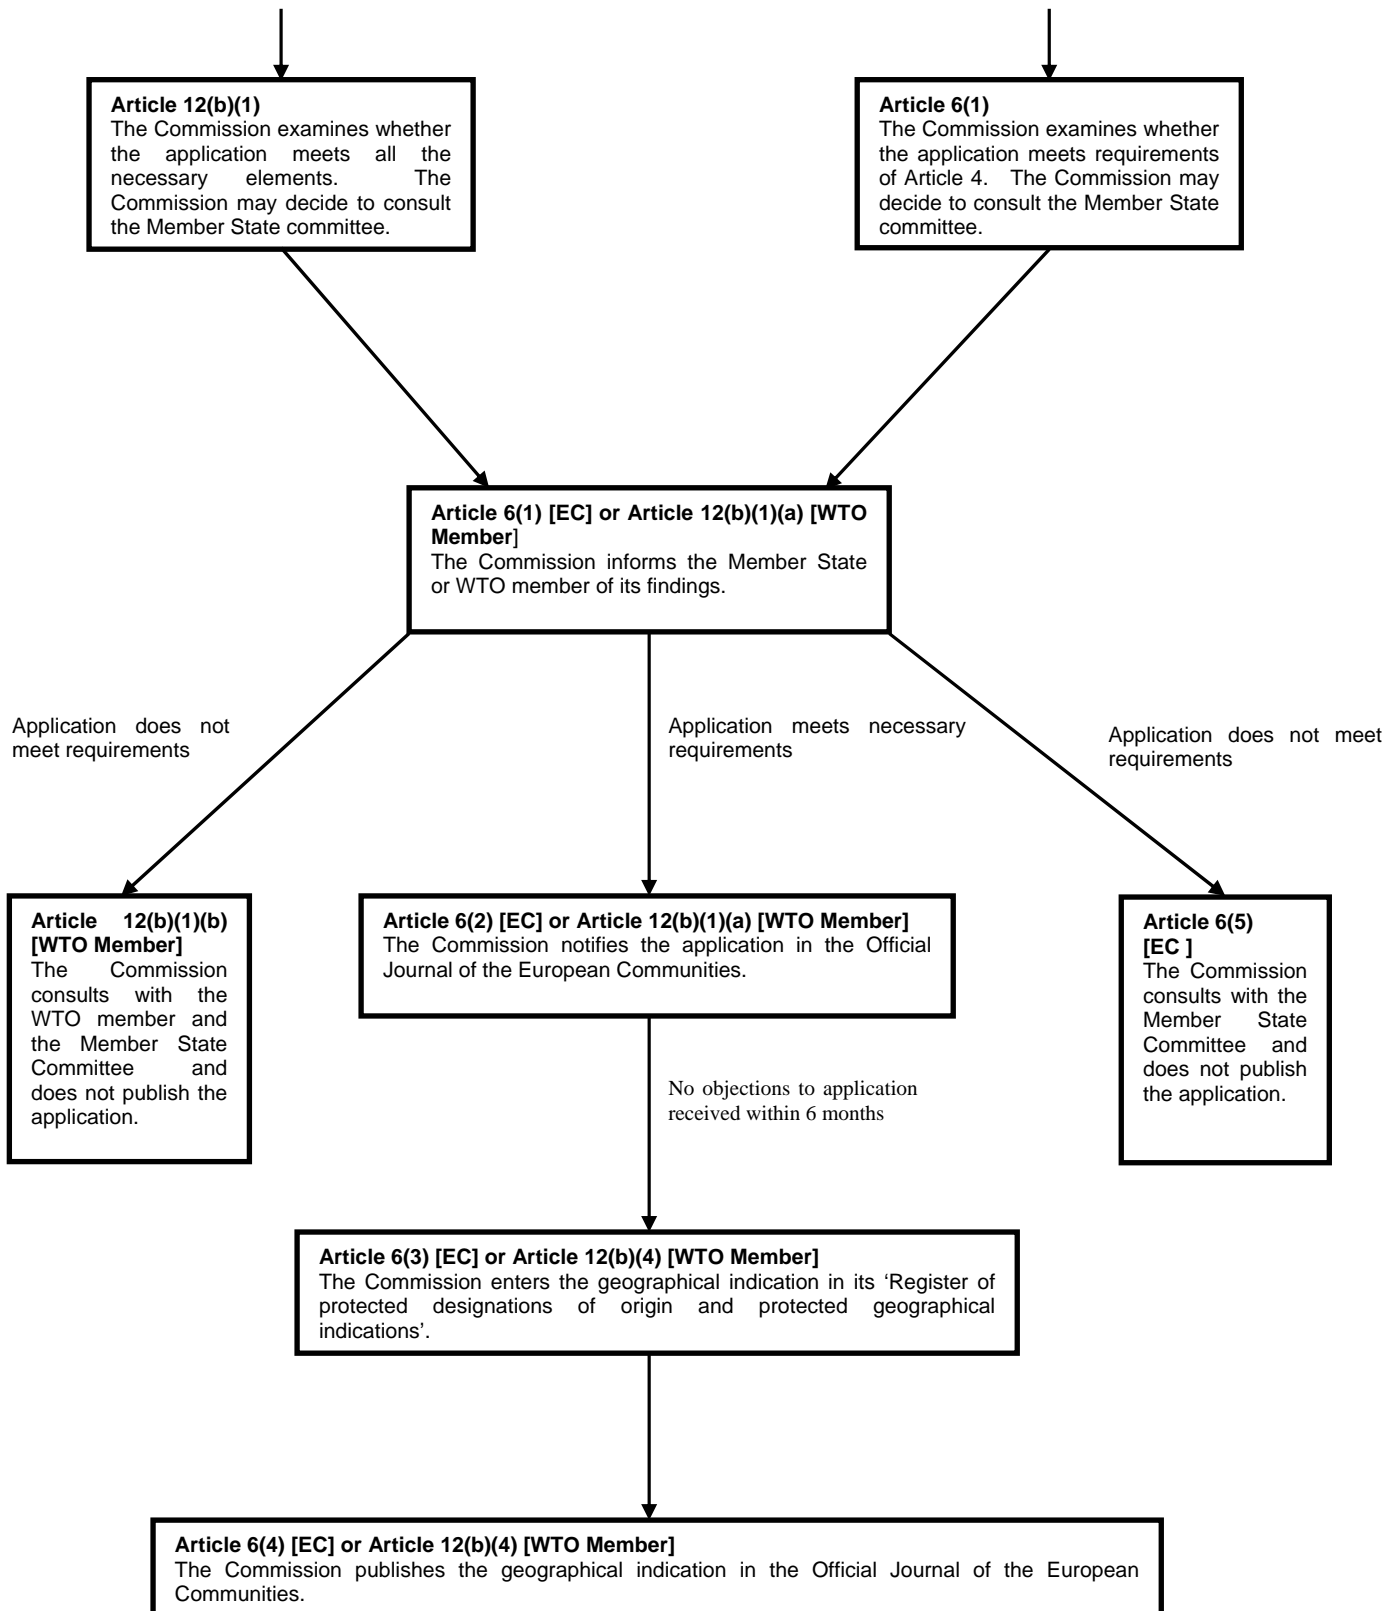 Article 12(b)(1)
The Commission examines whether
the application meets all the
necessary elements. The
Commission may decide to consult
the Member State committee.
Article 6(1)
The Commission examines whether
the application meets requirements
of Article 4. The Commission may
decide to consult the Member State
committee.
Article 6(1) [EC] or Article 12(b)(1)(a) [WTO
Member]
The Commission informs the Member State
or WTO member of its findings.
Application does not
meet requirements
Application meets necessary
requirements
Application does not meet
requirements
Article 12(b)(1)(b)
[WTO Member]
The Commission
consults with the
WTO member and
the Member State
Committee and
does not publish the
application.
Article 6(2) [EC] or Article 12(b)(1)(a) [WTO Member]
The Commission notifies the application in the Official
Journal of the European Communities.
Article 6(5)
[EC ]
The Commission
consults with the
Member State
Committee and
does not publish
the application.
No objections to application
received within 6 months
Article 6(3) [EC] or Article 12(b)(4) [WTO Member]
The Commission enters the geographical indication in its ‘Register of
protected designations of origin and protected geographical
indications’.
Article 6(4) [EC] or Article 12(b)(4) [WTO Member]
The Commission publishes the geographical indication in the Official Journal of the European
Communities.